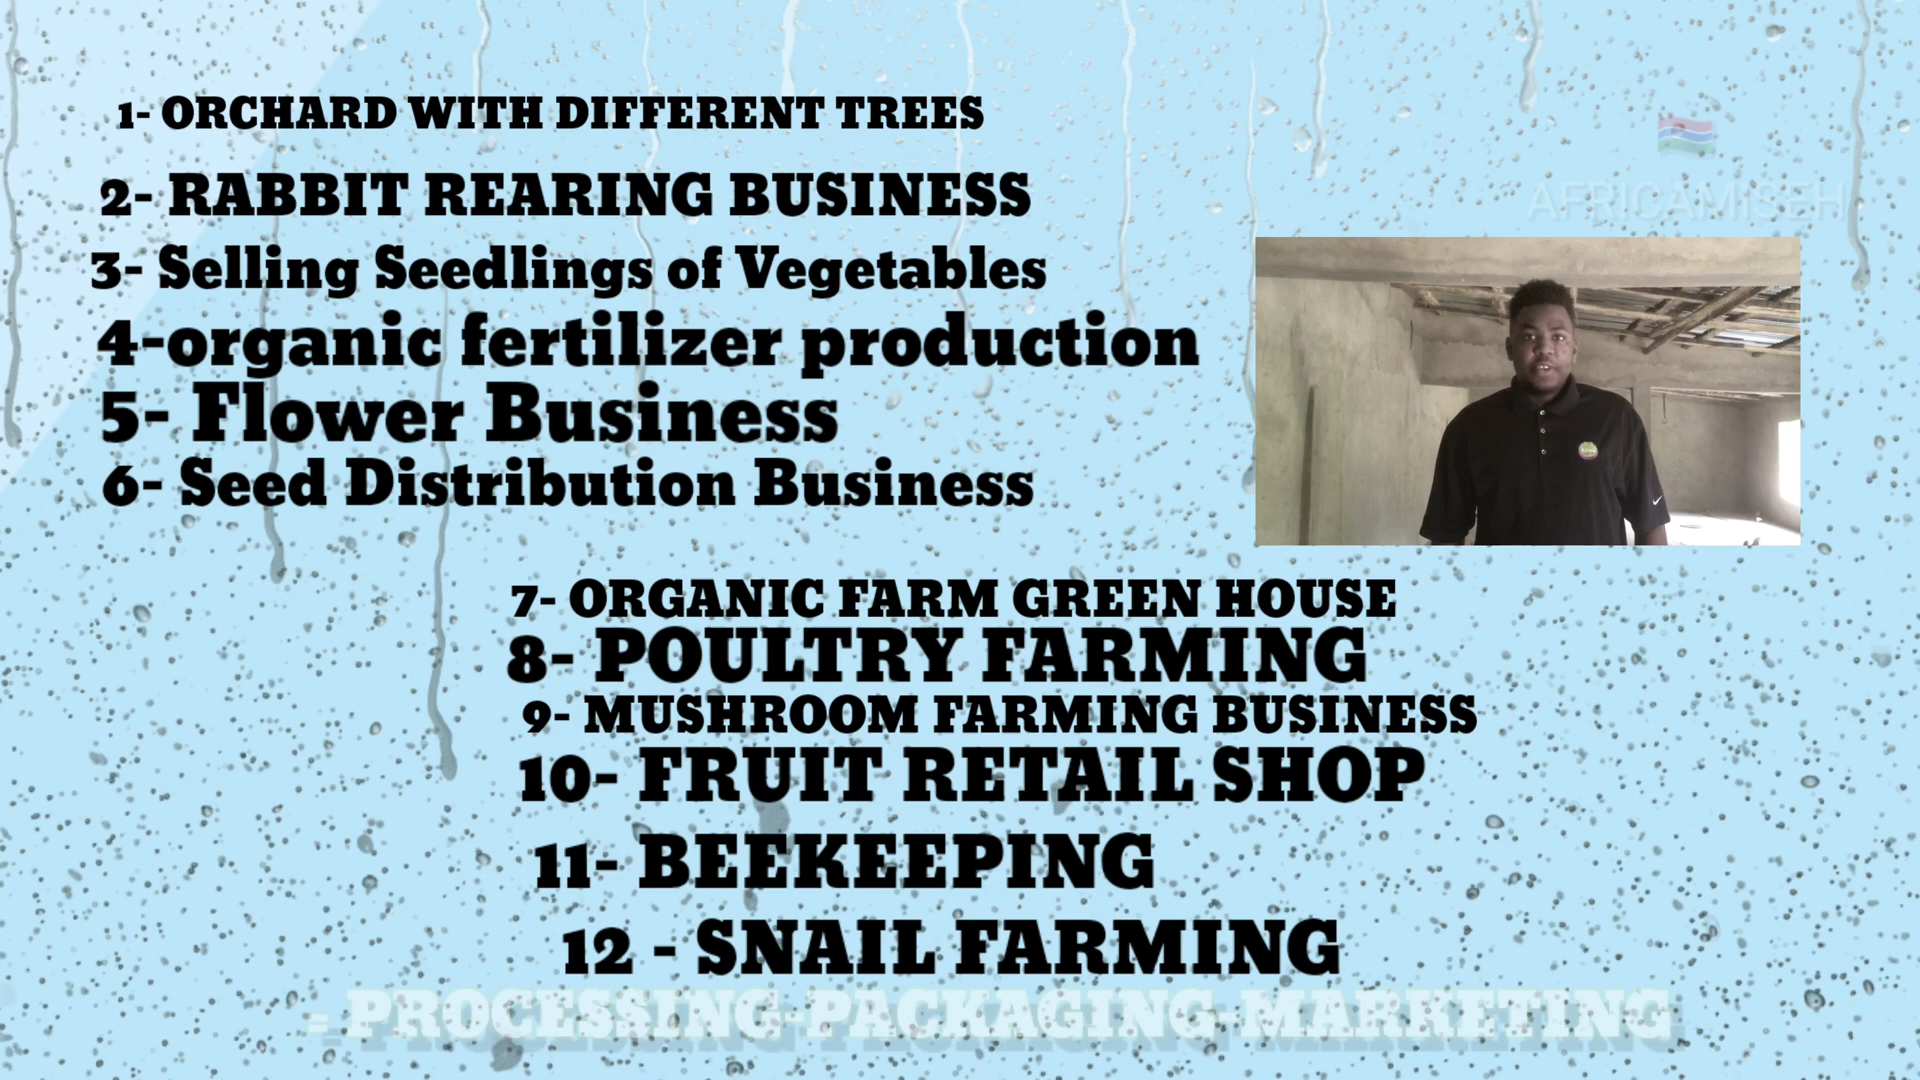 1- ORCHARD WITH DIFFERENT TREES
2- RABBIT REARING BUSINESS
3- Selling Seedlings of Vegetables
4-organic fertilizer production
5- Flower Business
6- Seed Distribution Business
AFRICAMISEH
7- ORGANIC FARM GREEN HOUSE
8- POULTRY FARMING
9- MUSHROOM FARMING BUSINESS
10- FRUIT RETAIL SHOP
11- BEEKEEPING
12 - SNAIL FARMING
= PROCESSING-PACKAGING-MARKETING